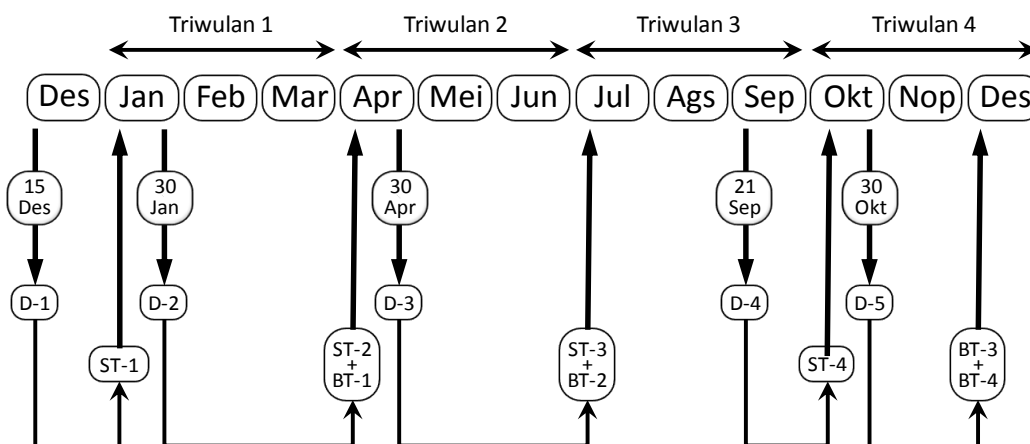 Triwulan 1
Triwulan 2
Triwulan 3
Triwulan 4
Des
Jan
Feb
Mar
Apr
Mei
Jun
Jul
Ags
Sep
Okt
Nop
Des
15
Des
30
Jan
30
Apr
21
Sep
30
Okt
D-1
D-2
D-3
D-4
D-5
ST-1
ST-2
+
BT-1
ST-3
+
BT-2
ST-4
BT-3
+
BT-4